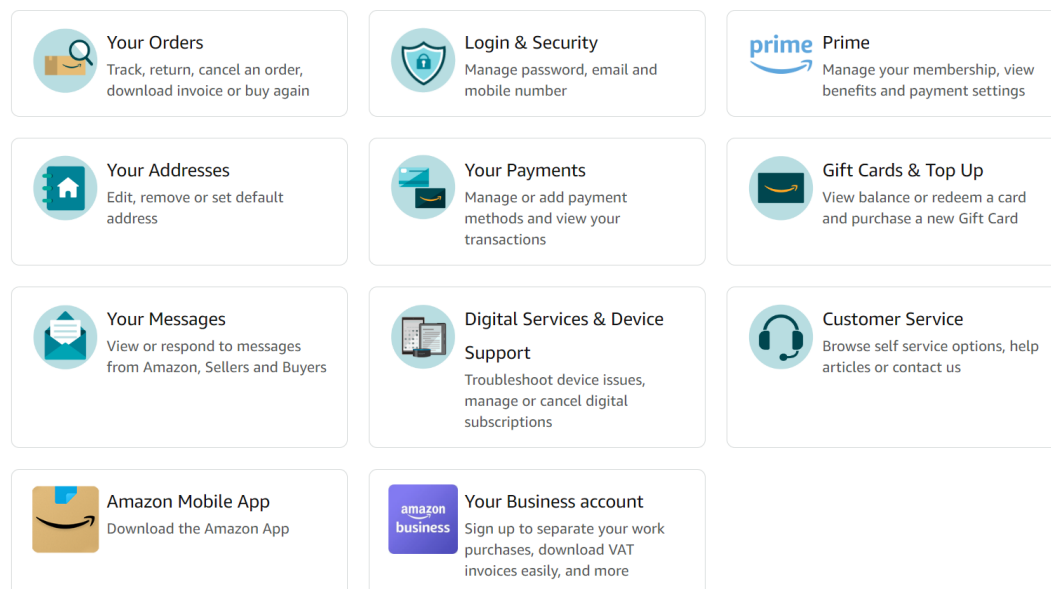 Your Orders
Track, return, cancel an order,
download invoice or buy again
Login & Security
Manage password, email and
mobile number
prime
Prime
Manage your membership, view
benefits and payment settings
Your Addresses
Edit, remove or set default
address
Your Payments
Manage or add payment
methods and view your
transactions
Gift Cards & Top Up
View balance or redeem a card
and purchase a new Gift Card
Your Messages
View or respond to messages
from Amazon, Sellers and Buyers
Digital Services & Device
Support
Troubleshoot device issues,
manage or cancel digital
subscriptions
Customer Service
Browse self service options, help
articles or contact us
Amazon Mobile App
Download the Amazon App
amazon
business
Your Business account
Sign up to separate your work
purchases, download VAT
invoices easily, and more